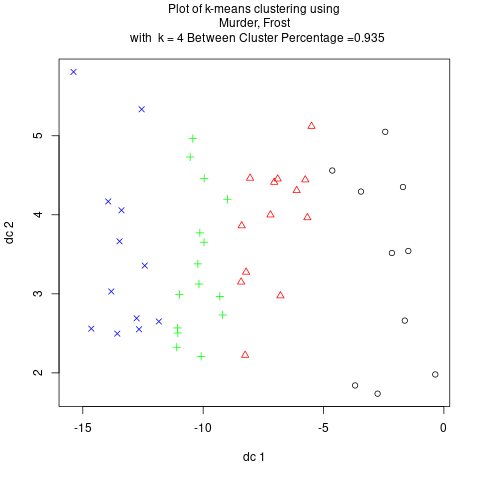 Plot of k-means clustering using
Murder, Frost
with  k = 4 Between Cluster Percentage =0.935
dc 2
5
4
3
2
-15
-10
-5
0
dc 1